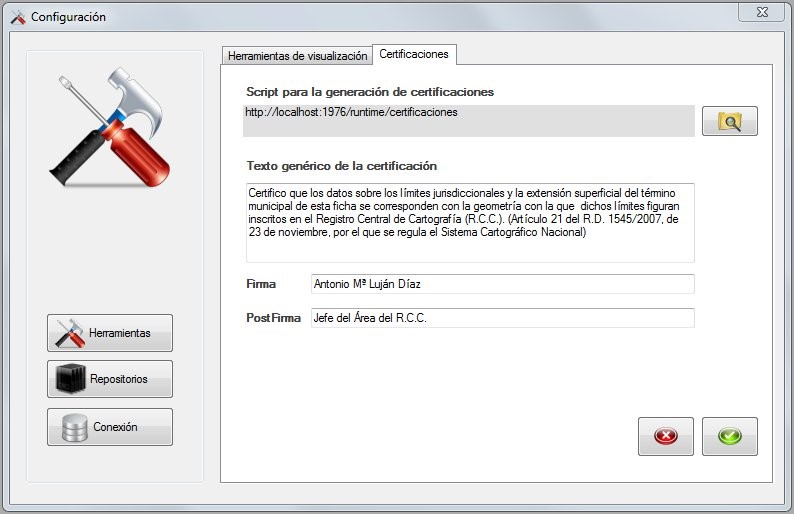 Configuración
Herramientas de visualización
Certificaciones
Script para la generación de certificaciones
http://localhost:1976/runtime/certificaciones
Texto genérico de la certificación
Certifico que los datos sobre los límites jurisdiccionales y la extensión superficial del término
municipal de esta ficha se corresponden con la geometría con la que dichos límites figuran
inscritos en el Registro Central de Cartografía (R.C.C.). (Artículo 21 del R.D. 1545/2007, de
23 de noviembre, por el que se regula el Sistema Cartográfico Nacional)
Firma
Antonio Mª Luján Díaz
PostFirma
Jefe del Área del R.C.C.
Herramientas
Repositorios
Conexión